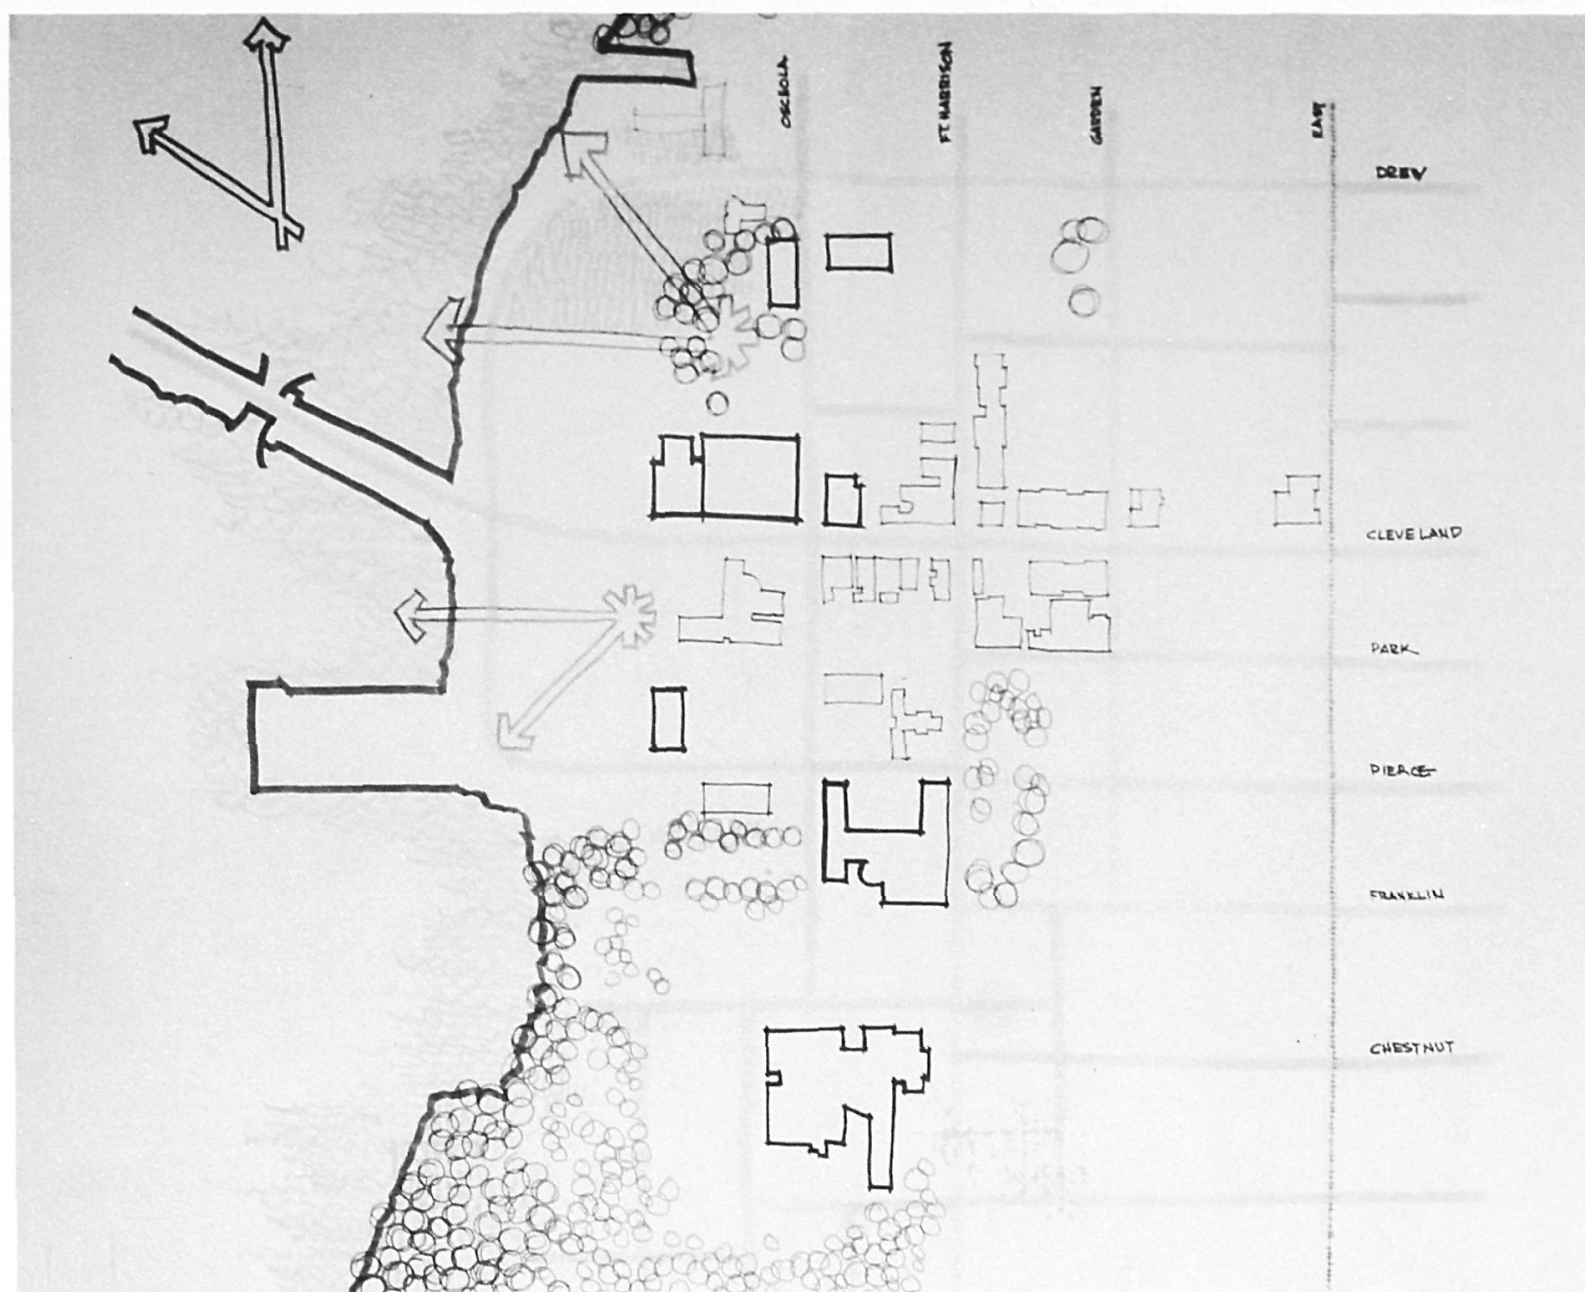 OSCEOLA
FT. HARRISON
GARDEN
EAST
DREW
CLEVELAND
PARK
PIERCE
FRANKLIN
CHESTNUT